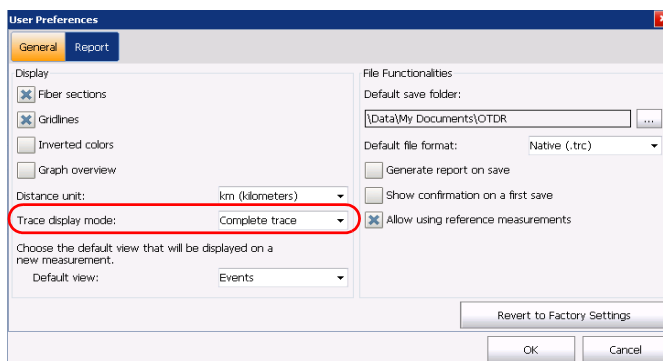 User Preferences
General Report
Display
Fiber sections
Gridlines
Inverted colors
Graph overview
Distance unit: km (kilometers)
Trace display mode: Complete trace
Choose the default view that will be displayed on a
new measurement.
Default view: Events
File Functionalities
Default save folder:
\Data\My Documents\OTDR ...
Default file format: Native (.trc)
Generate report on save
Show confirmation on a first save
Allow using reference measurements
Revert to Factory Settings
OK Cancel